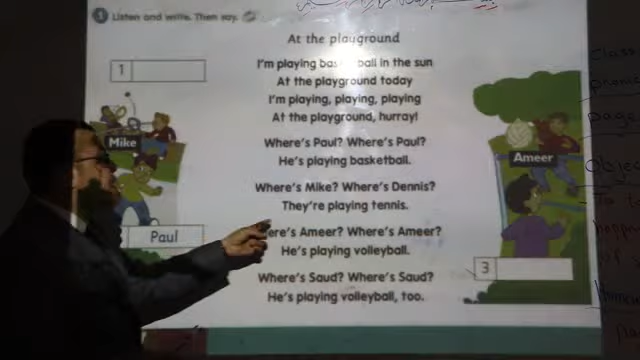 1 Listen and write. Then say.
At the playground
1
I'm playing basketball in the sun
At the playground today
I'm playing, playing, playing
At the playground, hurray!
Mike
Where's Paul? Where's Paul?
He's playing basketball.
Ameer
Where's Mike? Where's Dennis?
They're playing tennis.
Paul
ere's Ameer? Where's Ameer?
He's playing volleyball.
3
Where's Saud? Where's Saud?
He's playing volleyball, too.